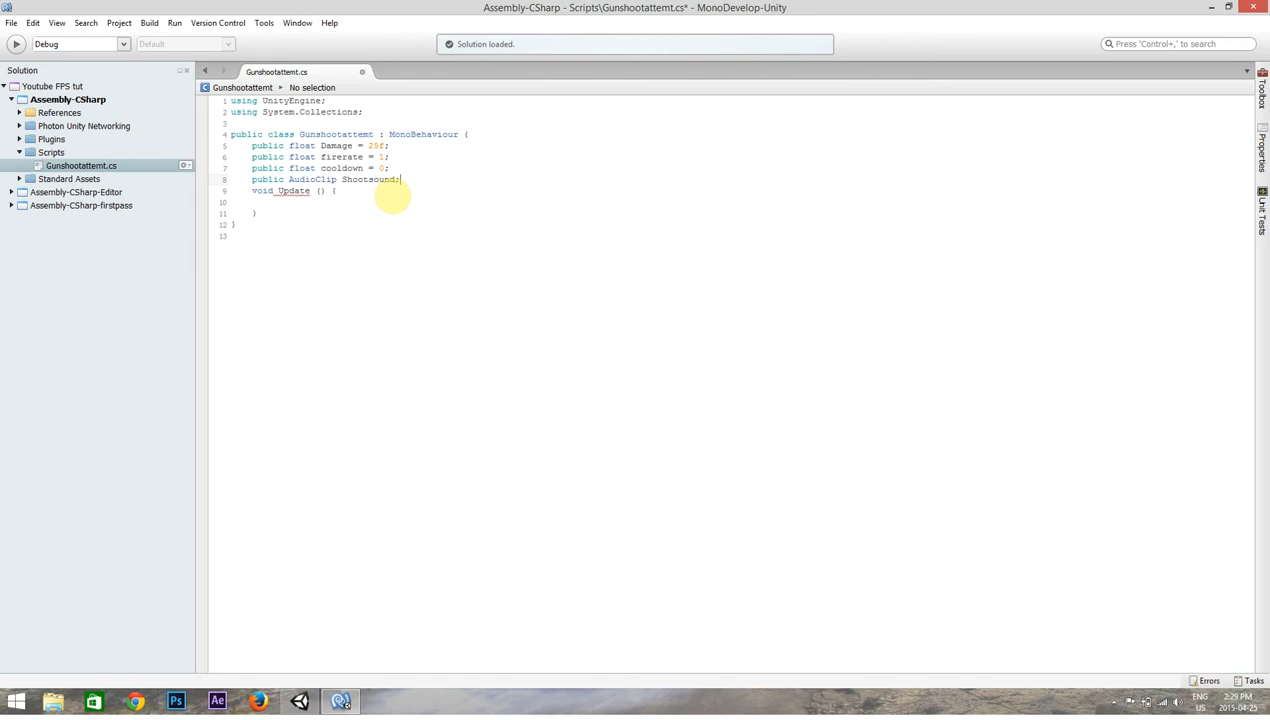 Assembly-CSharp - Scripts\Gunshootattemt.cs* - MonoDevelop-Unity
File Edit View Search Project Build Run Version Control Tools Window Help
Debug Default Solution loaded. Press 'Control+,' to search
Solution
Gunshootattemt.cs
Youtube FPS tut
Gunshootattemt No selection
Assembly-CSharp
References
Photon Unity Networking
Plugins
Scripts
Gunshootattemt.cs
Standard Assets
Assembly-CSharp-Editor
Assembly-CSharp-firstpass
1 using UnityEngine;
2 using System.Collections;
3
4 public class Gunshootattemt : MonoBehaviour {
5 public float Damage = 25f;
6 public float firerate = 1;
7 public float cooldown = 0;
8 public AudioClip Shootsound;
9 void Update () {
10
11 }
12 }
13
Toolbox
Properties
Unit Tests
Errors Tasks
Ps
Ae
ENG
US
2:29 PM
2015-04-25